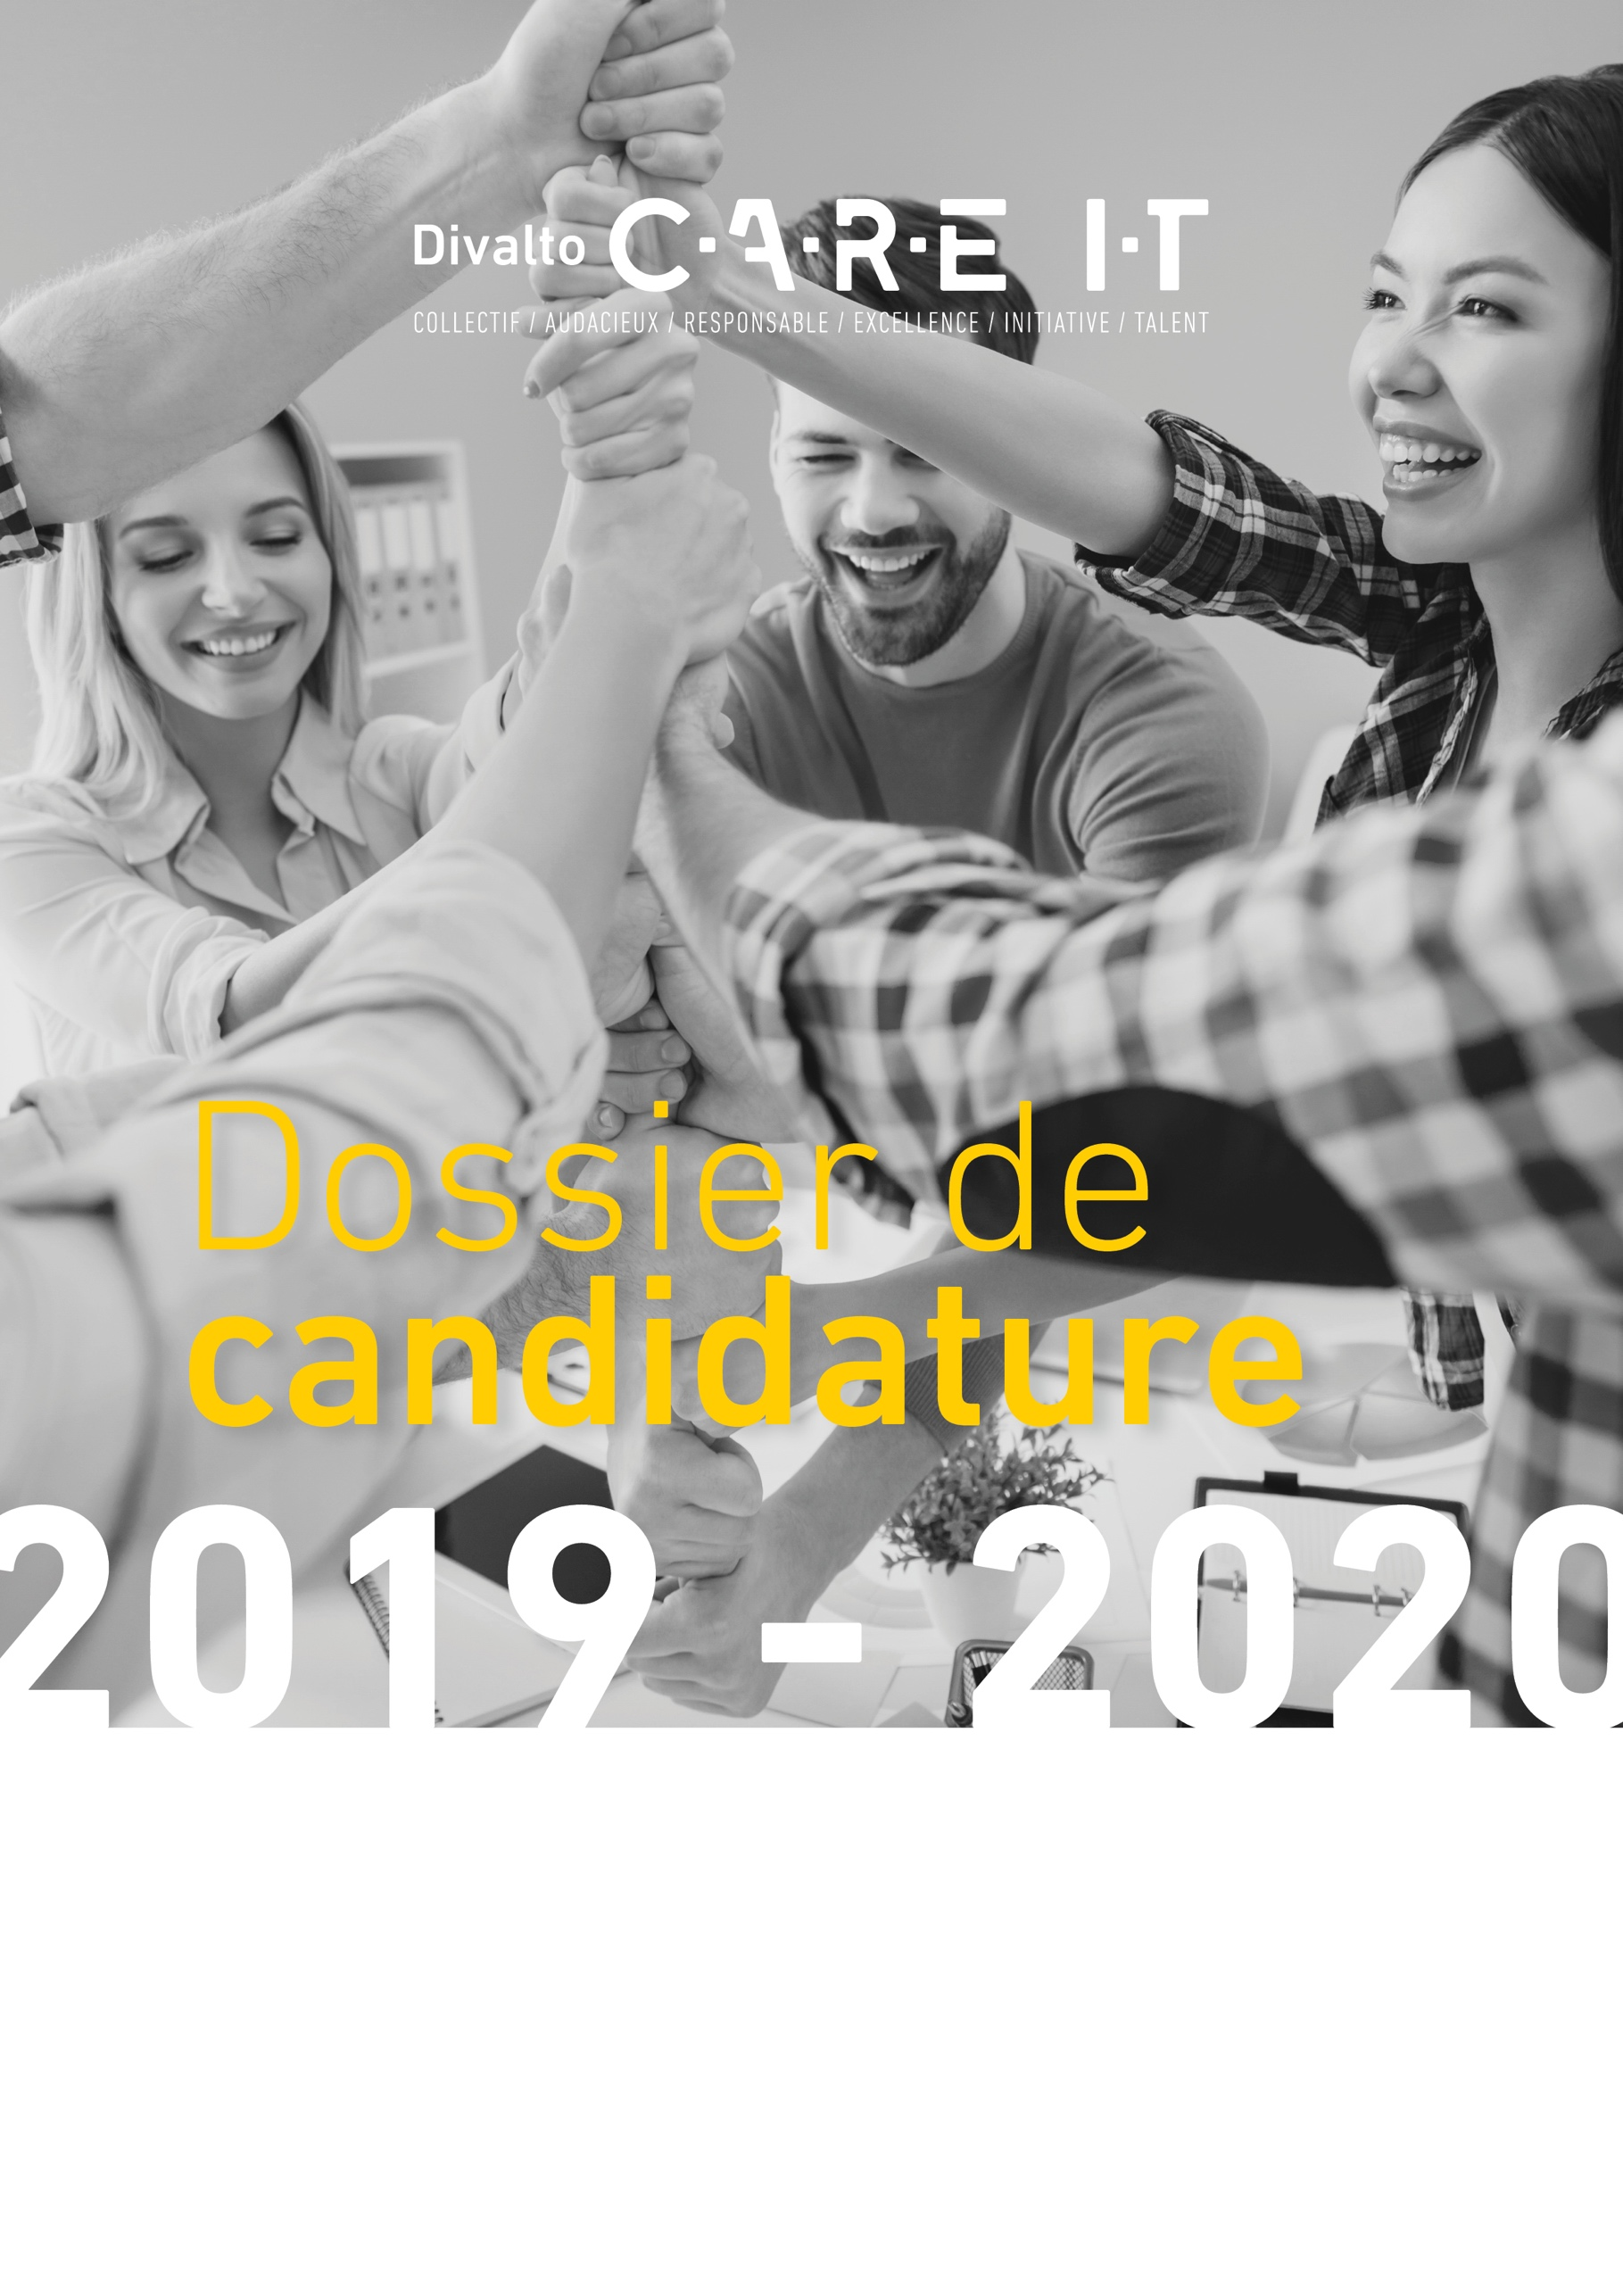 Divalto C·A·R·E I·T
COLLECTIF / AUDACIEUX / RESPONSABLE / EXCELLENCE / INITIATIVE / TALENT
Dossier de
candidature
2019 - 2020